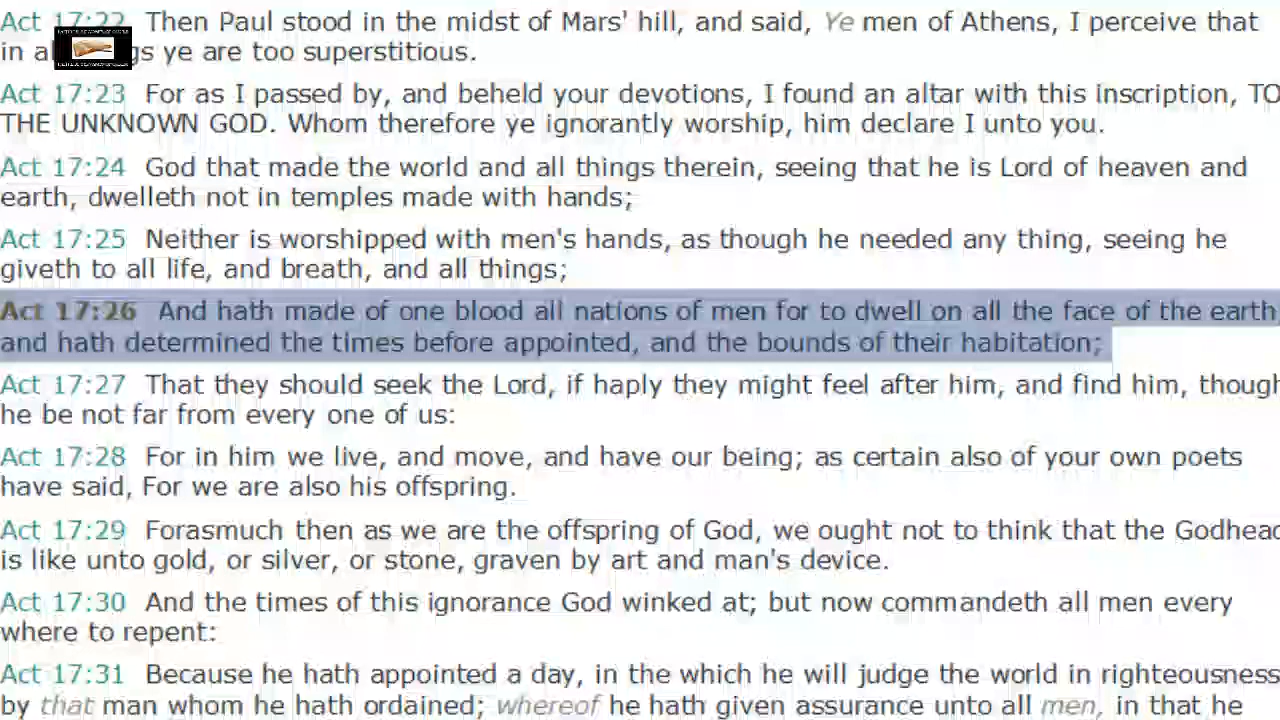 Act 17:22 Then Paul stood in the midst of Mars' hill, and said, Ye men of Athens, I perceive that
in ye are too superstitious.
Act 17:23 For as I passed by, and beheld your devotions, I found an altar with this inscription, TO
THE UNKNOWN GOD. Whom therefore ye ignorantly worship, him declare I unto you.
Act 17:24 God that made the world and all things therein, seeing that he is Lord of heaven and
earth, dwelleth not in temples made with hands;
Act 17:25 Neither is worshipped with men's hands, as though he needed any thing, seeing he
giveth to all life, and breath, and all things;
Act 17:26 And hath made of one blood all nations of men for to dwell on all the face of the earth
and hath determined the times before appointed, and the bounds of their habitation;
Act 17:27 That they should seek the Lord, if haply they might feel after him, and find him, though
he be not far from every one of us:
Act 17:28 For in him we live, and move, and have our being; as certain also of your own poets
have said, For we are also his offspring.
Act 17:29 Forasmuch then as we are the offspring of God, we ought not to think that the Godhead
is like unto gold, or silver, or stone, graven by art and man's device.
Act 17:30 And the times of this ignorance God winked at; but now commandeth all men every
where to repent:
Act 17:31 Because he hath appointed a day, in the which he will judge the world in righteousness
by that man whom he hath ordained; whereof he hath given assurance unto all men, in that he